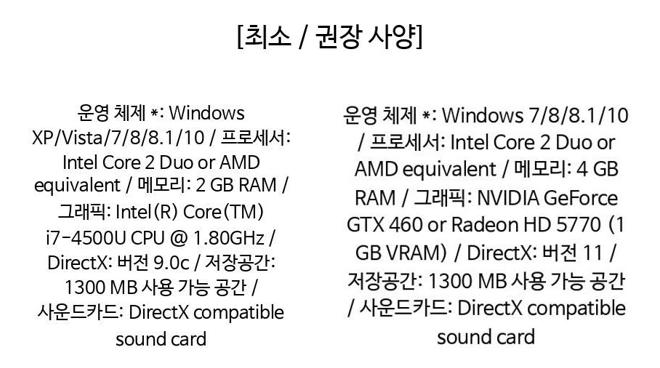 [최소 / 권장 사양]
운영 체제 *: Windows
XP/Vista/7/8/8.1/10 / 프로세서:
Intel Core 2 Duo or AMD
equivalent / 메모리: 2 GB RAM /
그래픽: Intel(R) Core(TM)
i7-4500U CPU @ 1.80GHz /
DirectX: 버전 9.0c / 저장공간:
1300 MB 사용 가능 공간 /
사운드카드: DirectX compatible
sound card
운영 체제 *: Windows 7/8/8.1/10
/ 프로세서: Intel Core 2 Duo or
AMD equivalent / 메모리: 4 GB
RAM / 그래픽: NVIDIA GeForce
GTX 460 or Radeon HD 5770 (1
GB VRAM) / DirectX: 버전 11 /
저장공간: 1300 MB 사용 가능 공간
/ 사운드카드: DirectX compatible
sound card